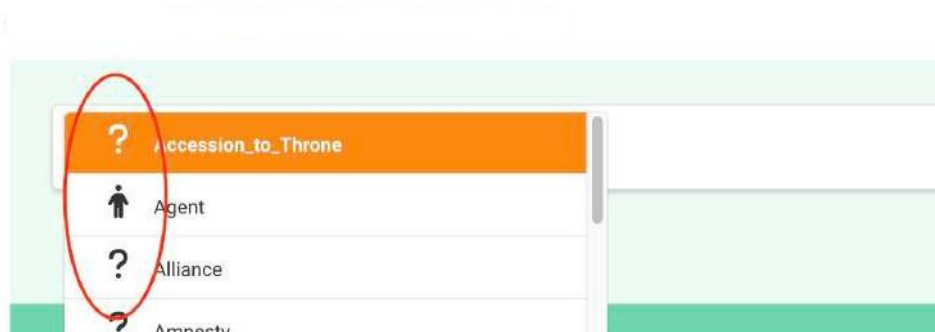 ? Accession_to_Throne
Agent
? Alliance
? Amnesty